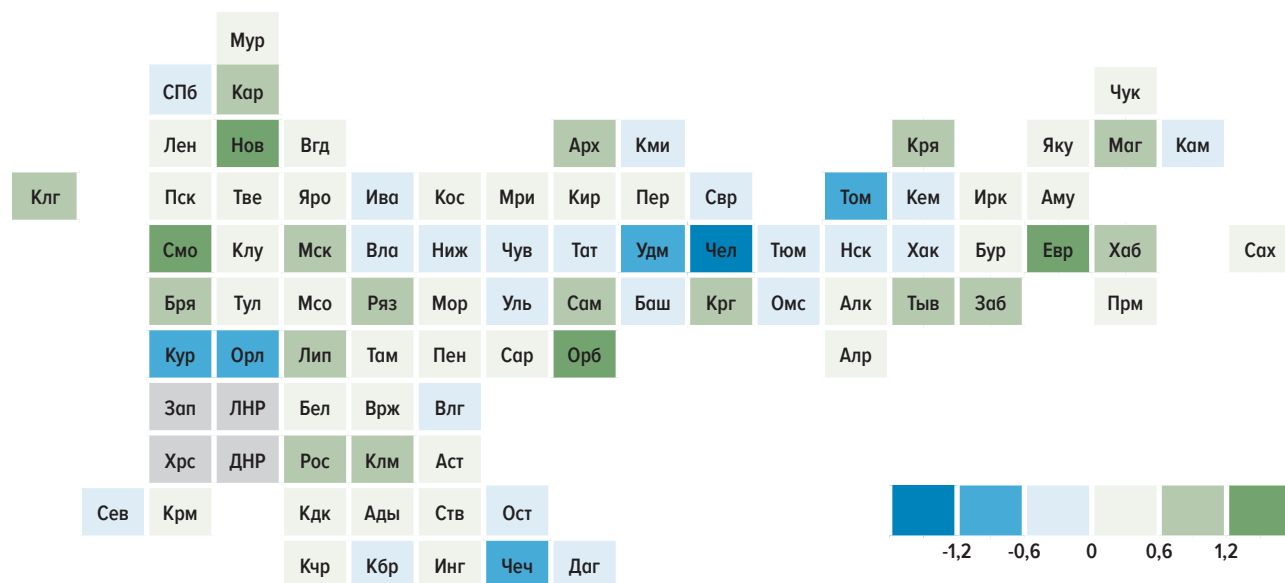 Мур
СПб Кар Чук
Лен Нов Вгд Арх Кми Кря Яку Маг Кам
Клг Пск Тве Яро Ива Кос Мри Кир Пер Свр Том Кем Ирк Аму
Смо Клу Мск Вла Ниж Чув Тат Удм Чел Тюм Нск Хак Бур Евр Хаб Сах
Бря Тул Мсо Ряз Мор Уль Сам Баш Крг Омс Алк Тыв Заб Прм
Кур Орл Лип Там Пен Сар Орб Алр
Зап ЛНР Бел Врж Влг
Хрс ДНР Рос Клм Аст
Сев Крм Кдк Ады Ств Ост
-1,2 -0,6 0 0,6 1,2
Кчр Кбр Инг Чеч Даг